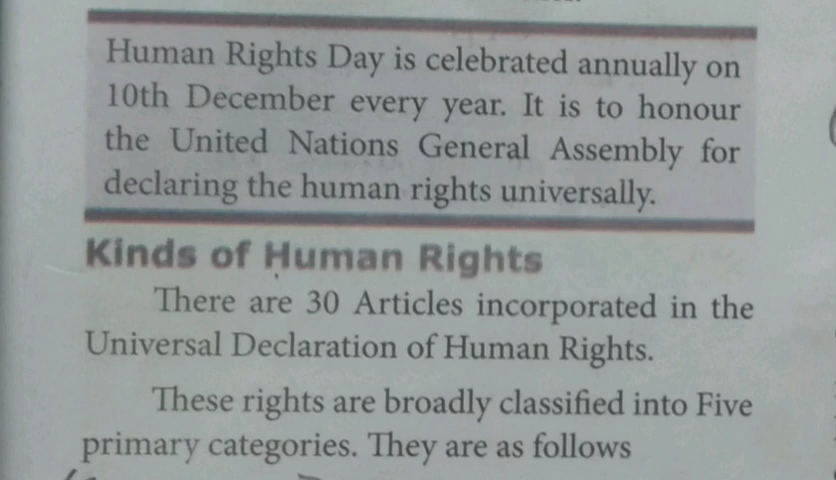 Human Rights Day is celebrated annually on
10th December every year. It is to honour
the United Nations General Assembly for
declaring the human rights universally.
Kinds of Human Rights
There are 30 Articles incorporated in the
Universal Declaration of Human Rights.
These rights are broadly classified into Five
primary categories. They are as follows